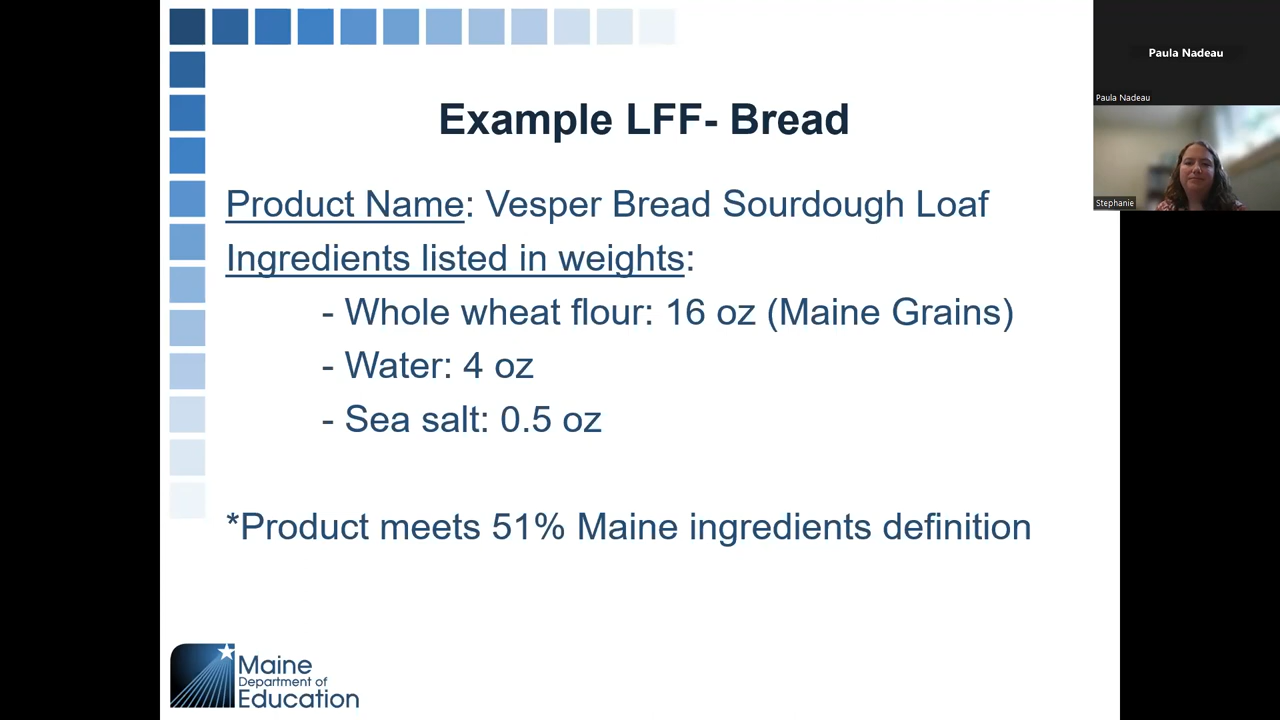 Example LFF- Bread
Product Name: Vesper Bread Sourdough Loaf
Ingredients listed in weights:
- Whole wheat flour: 16 oz (Maine Grains)
- Water: 4 oz
- Sea salt: 0.5 oz
*Product meets 51% Maine ingredients definition
Maine
Department of
Education
Paula Nadeau
Paula Nadeau
Stephanie